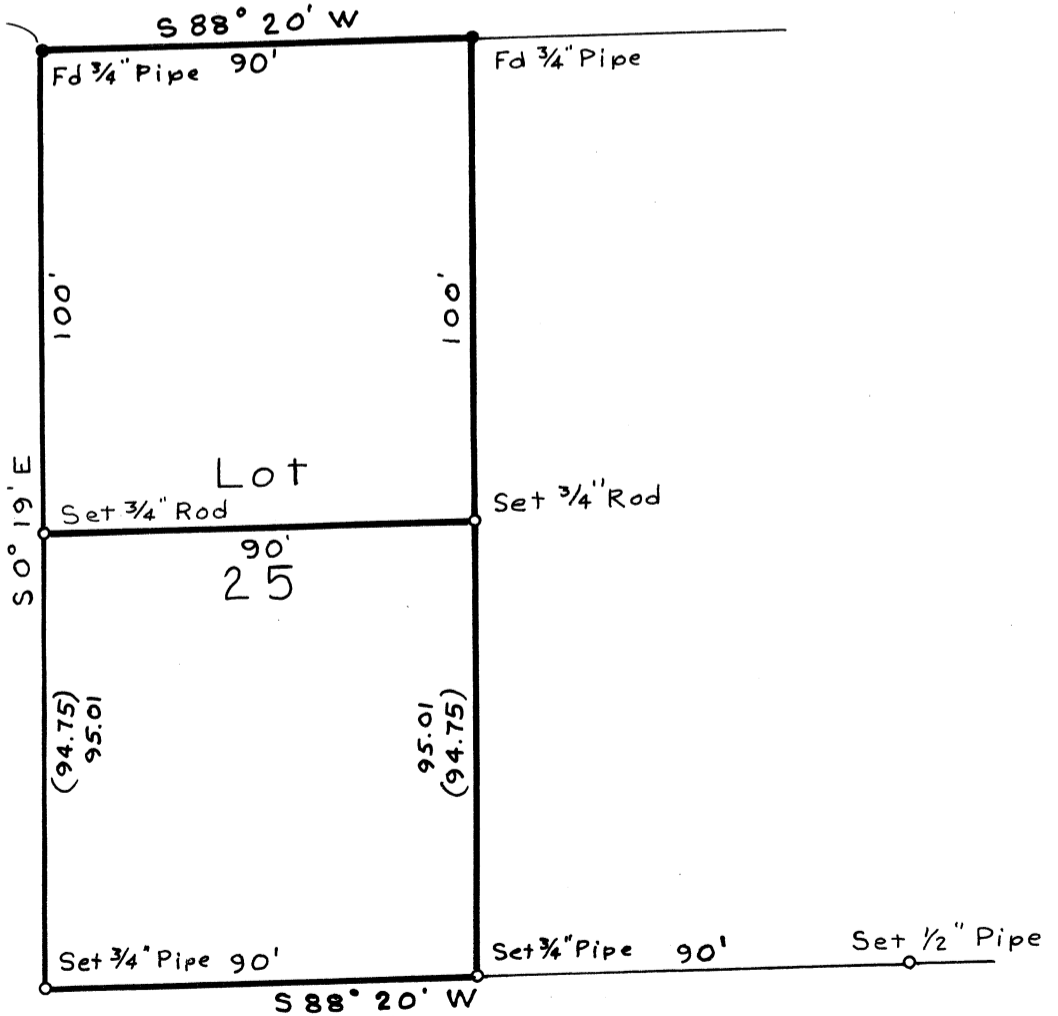 S 88° 20' W
90'
Fd 3/4" Pipe
Fd 3/4" Pipe
100'
100'
S 0° 19' E
Lot
Set 3/4" Rod
Set 3/4" Rod
90'
25
(94.75)
95.01
95.01
(94.75)
Set 3/4" Pipe 90'
Set 3/4" Pipe 90'
Set 1/2" Pipe
S 88° 20' W